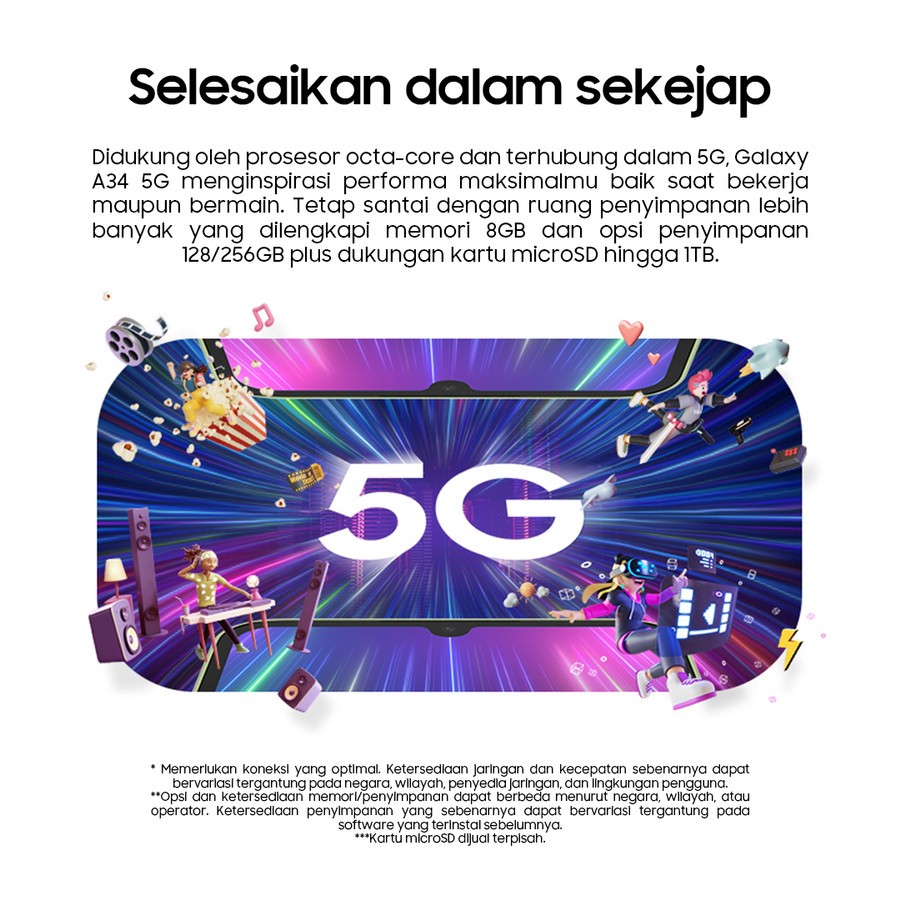 Selesaikan dalam sekejap
Didukung oleh prosesor octa-core dan terhubung dalam 5G, Galaxy
A34 5G menginspirasi performa maksimalmu baik saat bekerja
maupun bermain. Tetap santai dengan ruang penyimpanan lebih
banyak yang dilengkapi memori 8GB dan opsi penyimpanan
128/256GB plus dukungan kartu microSD hingga 1TB.
5G
* Memerlukan koneksi yang optimal. Ketersediaan jaringan dan kecepatan sebenarnya dapat
bervariasi tergantung pada negara, wilayah, penyedia jaringan, dan lingkungan pengguna.
**Opsi dan ketersediaan memori/penyimpanan dapat berbeda menurut negara, wilayah, atau
operator. Ketersediaan penyimpanan yang sebenarnya dapat bervariasi tergantung pada
software yang terinstal sebelumnya.
***Kartu microSD dijual terpisah.